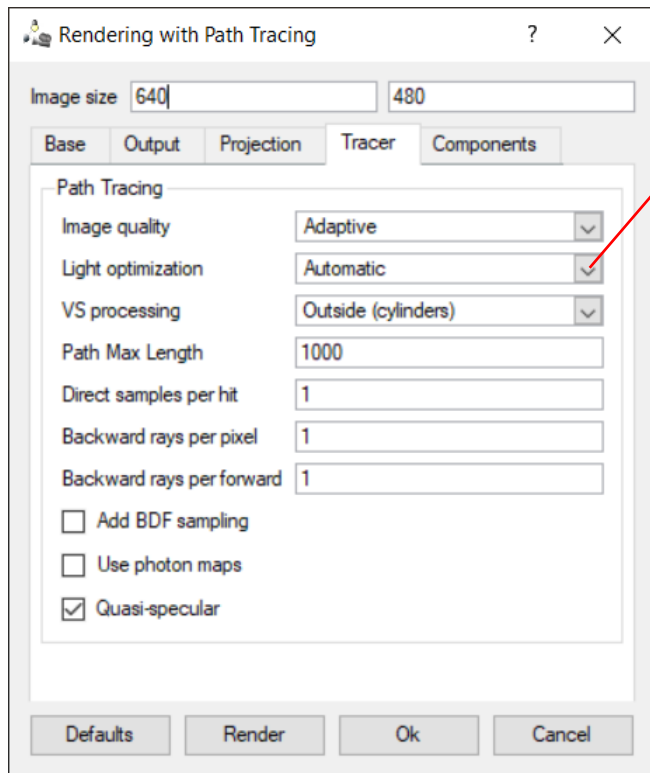 Rendering with Path Tracing ?
Image size 640 480
Base Output Projection Tracer Components
Path Tracing
Image quality Adaptive
Light optimization Automatic
VS processing Outside (cylinders)
Path Max Length 1000
Direct samples per hit 1
Backward rays per pixel 1
Backward rays per forward 1
Add BDF sampling
Use photon maps
Quasi-specular
Defaults Render Ok Cancel